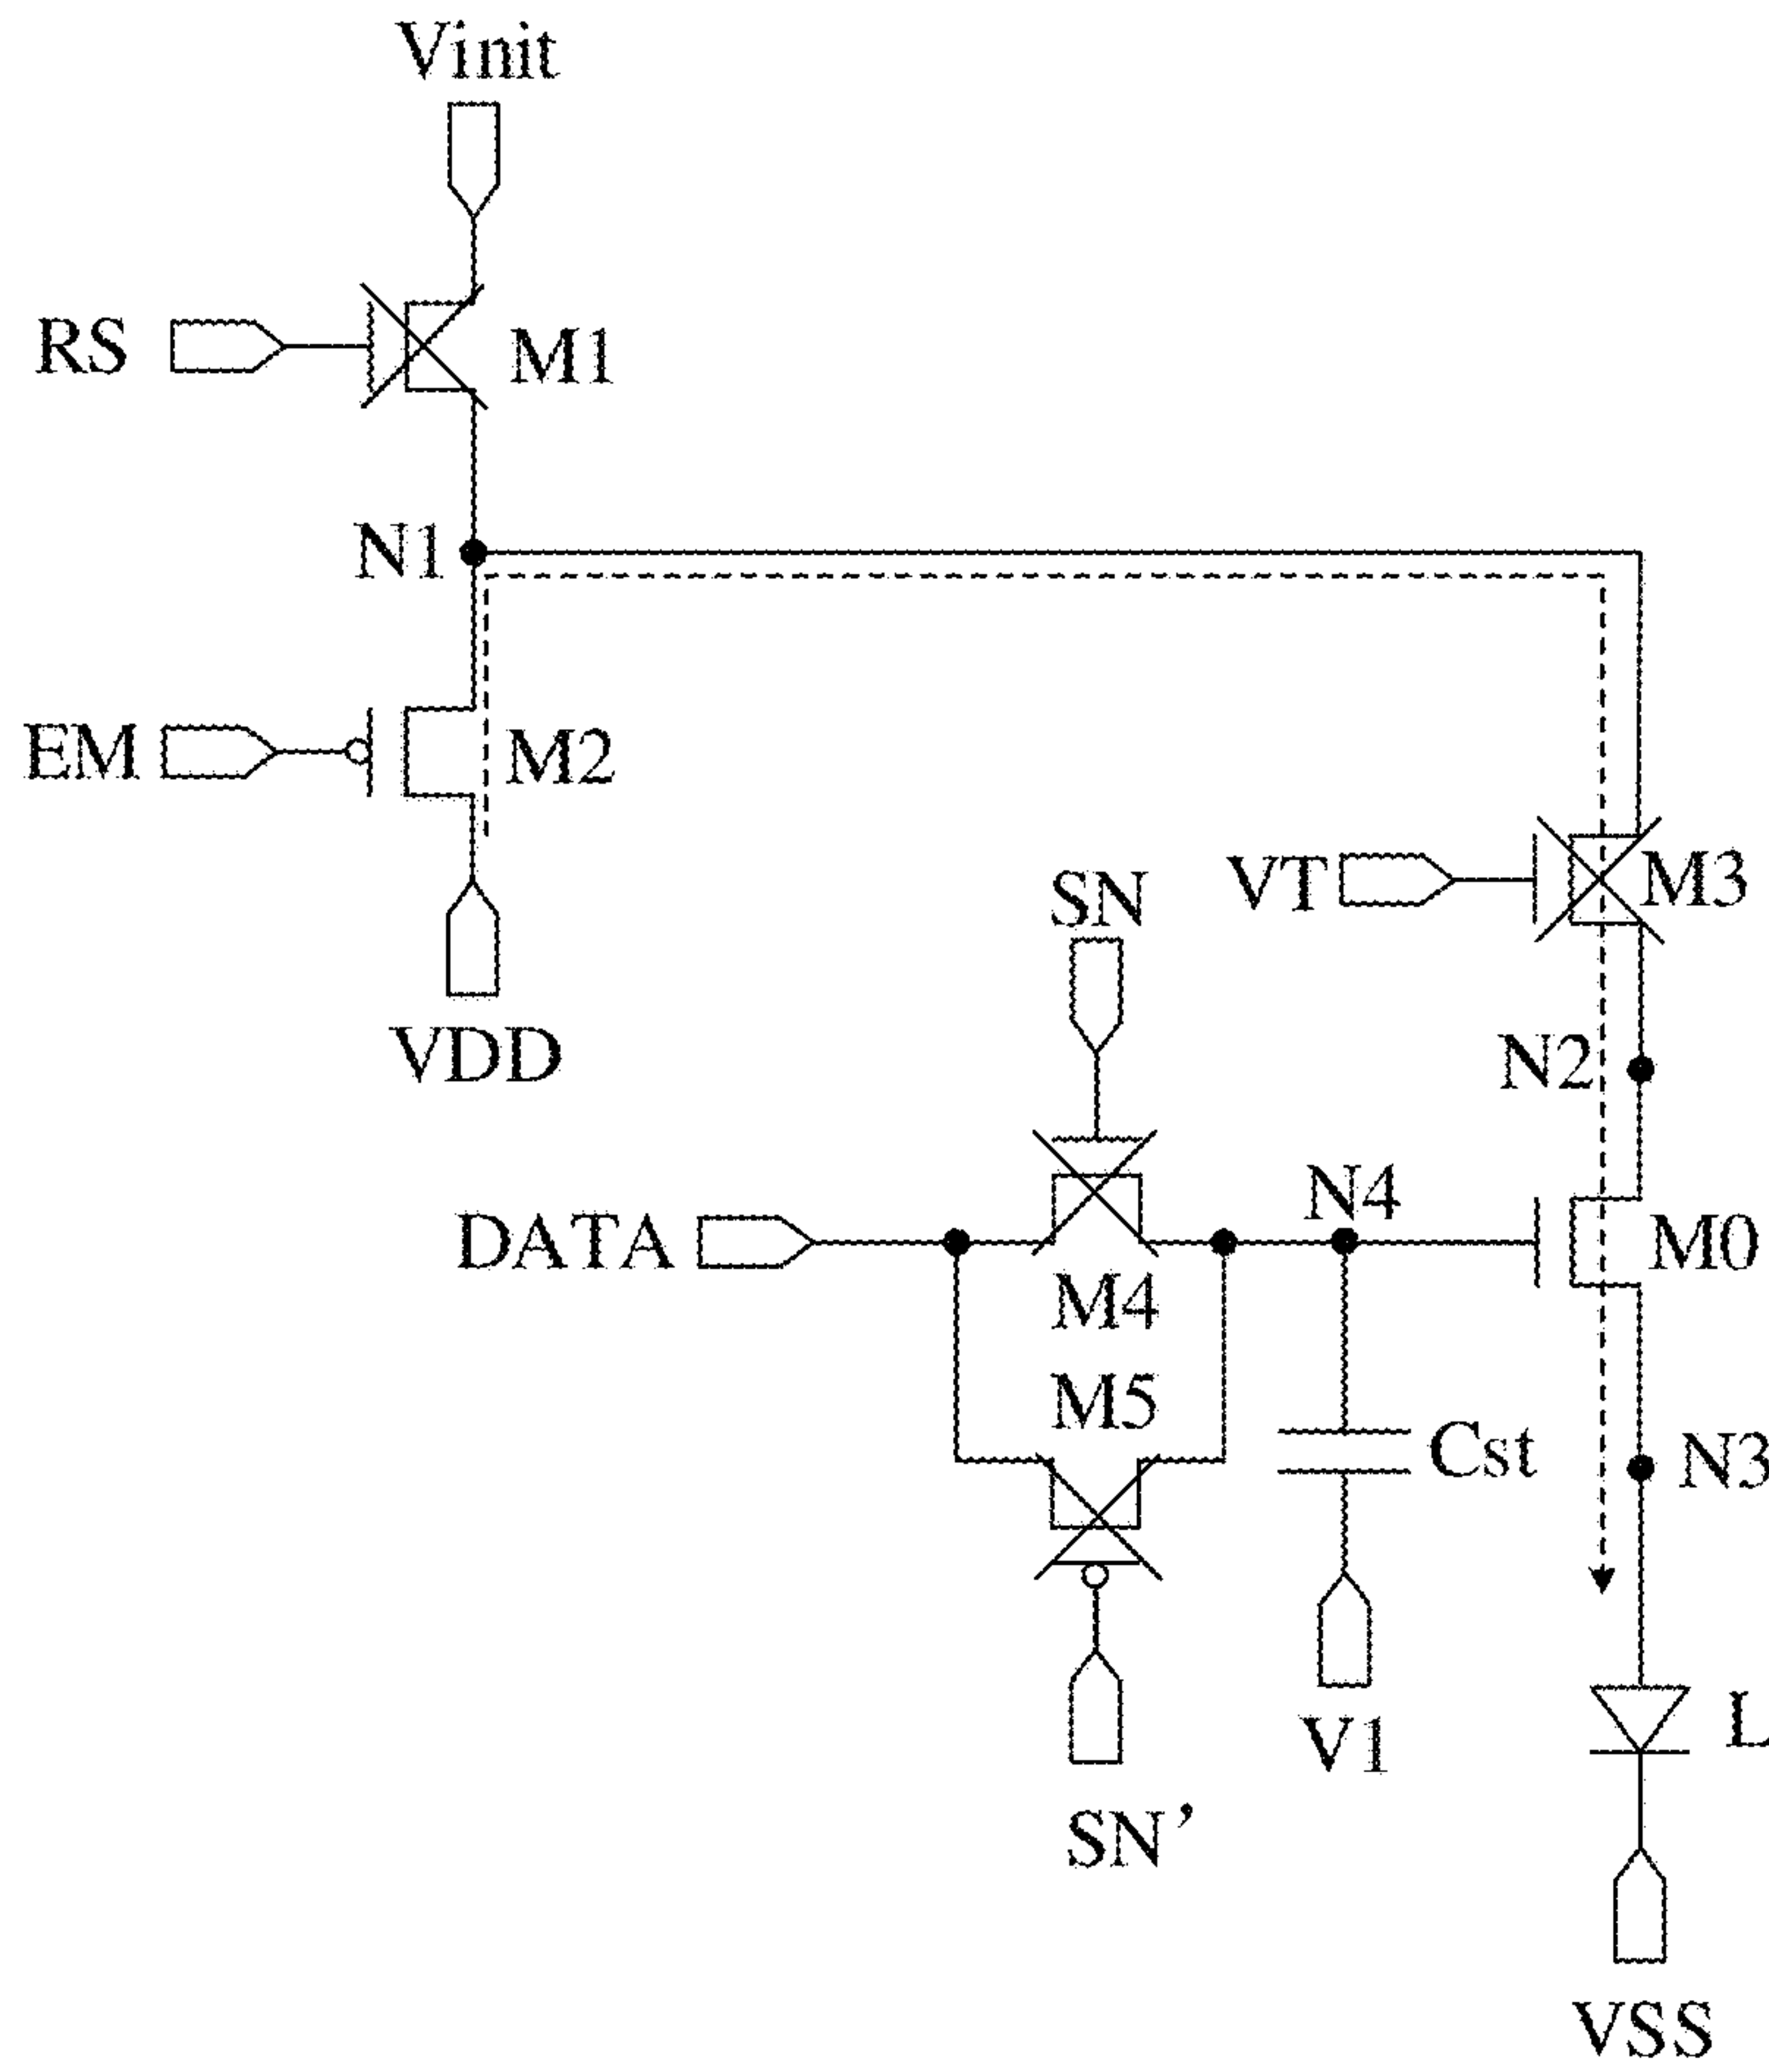 Vinit
RS
M1
N1
EM
M2
VDD
VT
M3
SN
N2
N4
DATA
M0
M4
M5
Cst
N3
V1
L
SN’
VSS